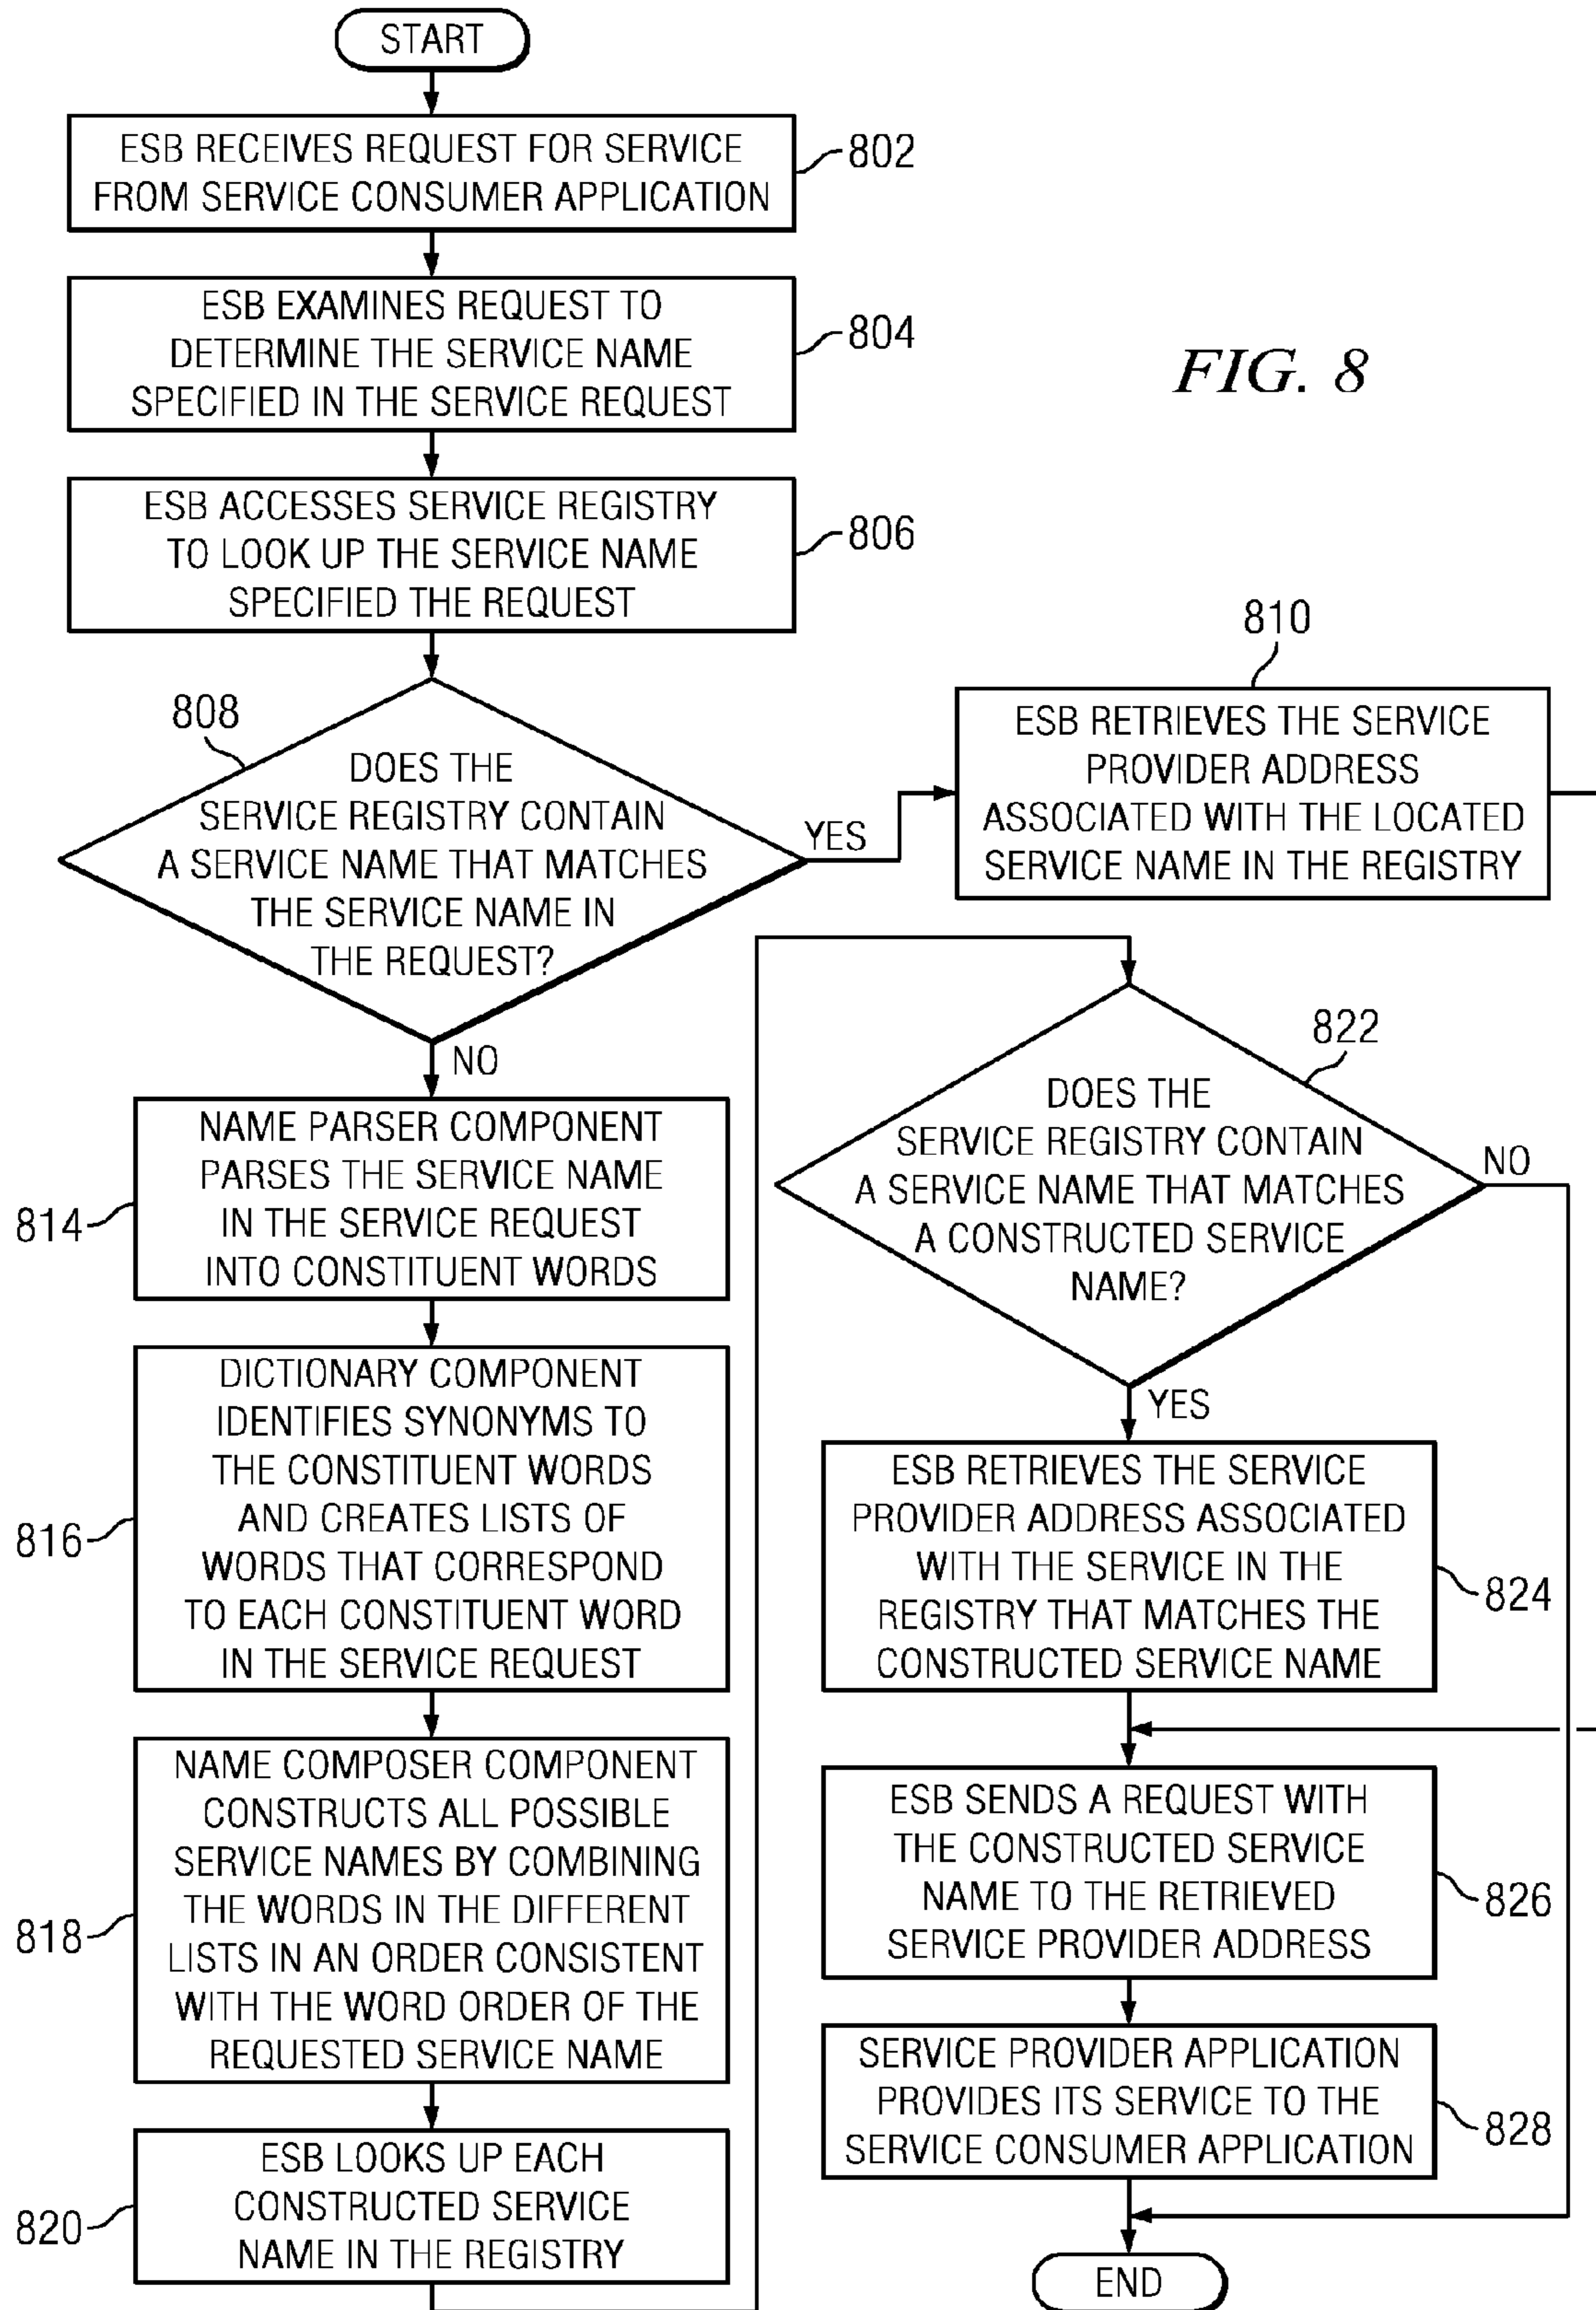 START
ESB RECEIVES REQUEST FOR SERVICE
FROM SERVICE CONSUMER APPLICATION
802
ESB EXAMINES REQUEST TO
DETERMINE THE SERVICE NAME
SPECIFIED IN THE SERVICE REQUEST
804
FIG. 8
ESB ACCESSES SERVICE REGISTRY
TO LOOK UP THE SERVICE NAME
SPECIFIED THE REQUEST
806
808
DOES THE
SERVICE REGISTRY CONTAIN
A SERVICE NAME THAT MATCHES
THE SERVICE NAME IN
THE REQUEST?
YES
810
ESB RETRIEVES THE SERVICE
PROVIDER ADDRESS
ASSOCIATED WITH THE LOCATED
SERVICE NAME IN THE REGISTRY
NO
NAME PARSER COMPONENT
PARSES THE SERVICE NAME
IN THE SERVICE REQUEST
INTO CONSTITUENT WORDS
814
DICTIONARY COMPONENT
IDENTIFIES SYNONYMS TO
THE CONSTITUENT WORDS
AND CREATES LISTS OF
WORDS THAT CORRESPOND
TO EACH CONSTITUENT WORD
IN THE SERVICE REQUEST
816
NAME COMPOSER COMPONENT
CONSTRUCTS ALL POSSIBLE
SERVICE NAMES BY COMBINING
THE WORDS IN THE DIFFERENT
LISTS IN AN ORDER CONSISTENT
WITH THE WORD ORDER OF THE
REQUESTED SERVICE NAME
818
ESB LOOKS UP EACH
CONSTRUCTED SERVICE
NAME IN THE REGISTRY
820
822
DOES THE
SERVICE REGISTRY CONTAIN
A SERVICE NAME THAT MATCHES
A CONSTRUCTED SERVICE
NAME?
NO
YES
ESB RETRIEVES THE SERVICE
PROVIDER ADDRESS ASSOCIATED
WITH THE SERVICE IN THE
REGISTRY THAT MATCHES THE
CONSTRUCTED SERVICE NAME
824
ESB SENDS A REQUEST WITH
THE CONSTRUCTED SERVICE
NAME TO THE RETRIEVED
SERVICE PROVIDER ADDRESS
826
SERVICE PROVIDER APPLICATION
PROVIDES ITS SERVICE TO THE
SERVICE CONSUMER APPLICATION
828
END